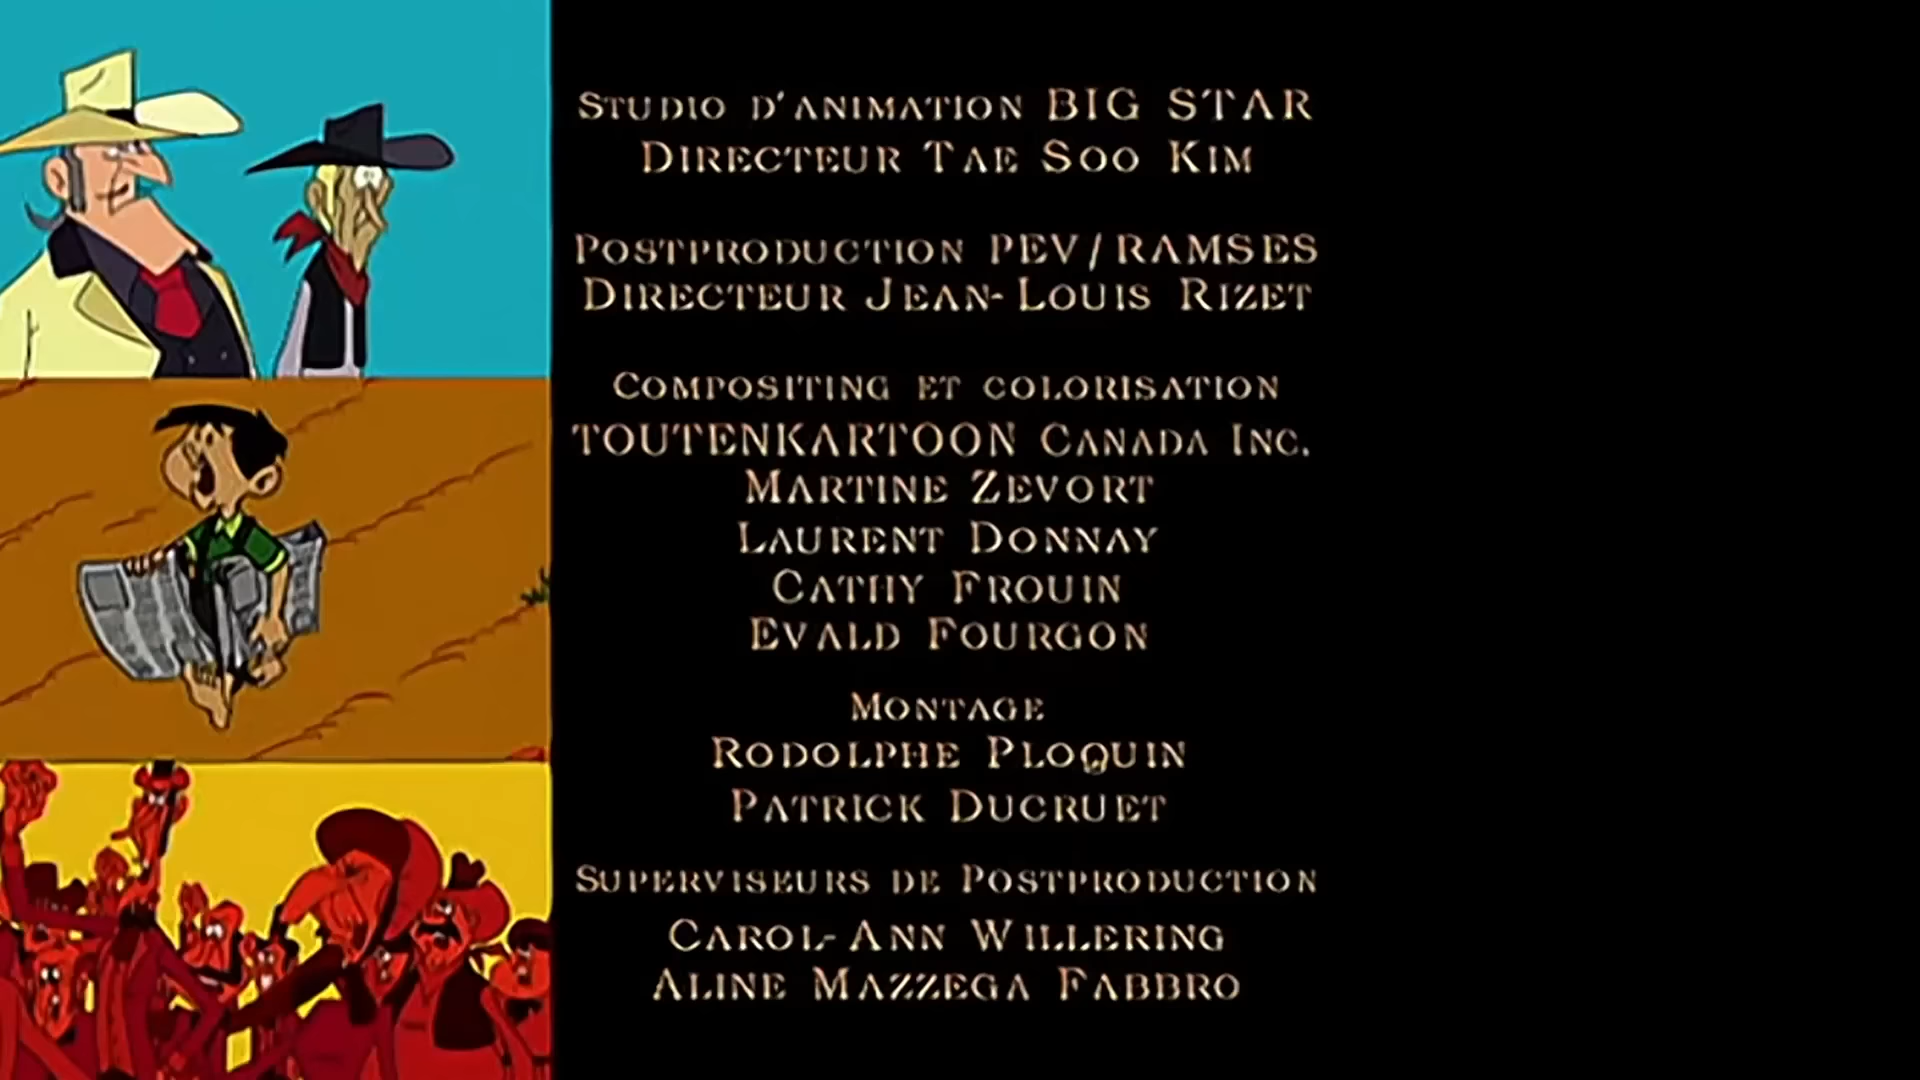 Studio d'animation BIG STAR
Directeur Tae Soo Kim
Postproduction PEV/RAMSES
Directeur Jean-Louis Rizet
Compositing et colorisation
TOUTENKARTOON Canada Inc.
Martine Zevort
Laurent Donnay
Cathy Frouin
Evald Fourgon
Montage
Rodolphe Ploquin
Patrick Ducruet
Superviseurs de Postproduction
Carol-Ann Willering
Aline Mazzega Fabbro